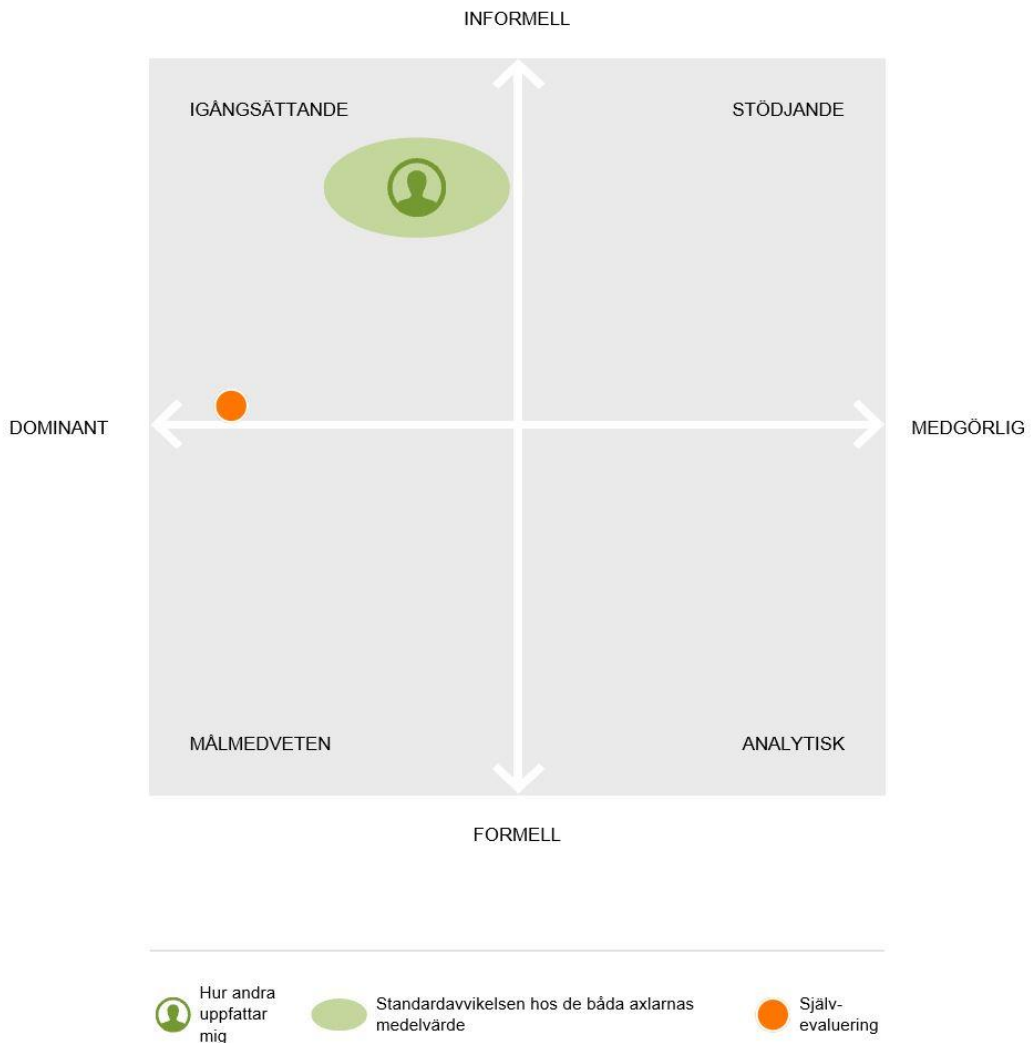 INFORMELL
IGÅNGSÄTTANDE
STÖDJANDE
DOMINANT
MEDGÖRLIG
MÅLMEDVETEN
ANALYTISK
FORMELL
Hur andra
uppfattar
mig
Standardavvikelsen hos de båda axlarnas
medelvärde
Själv-
evaluering